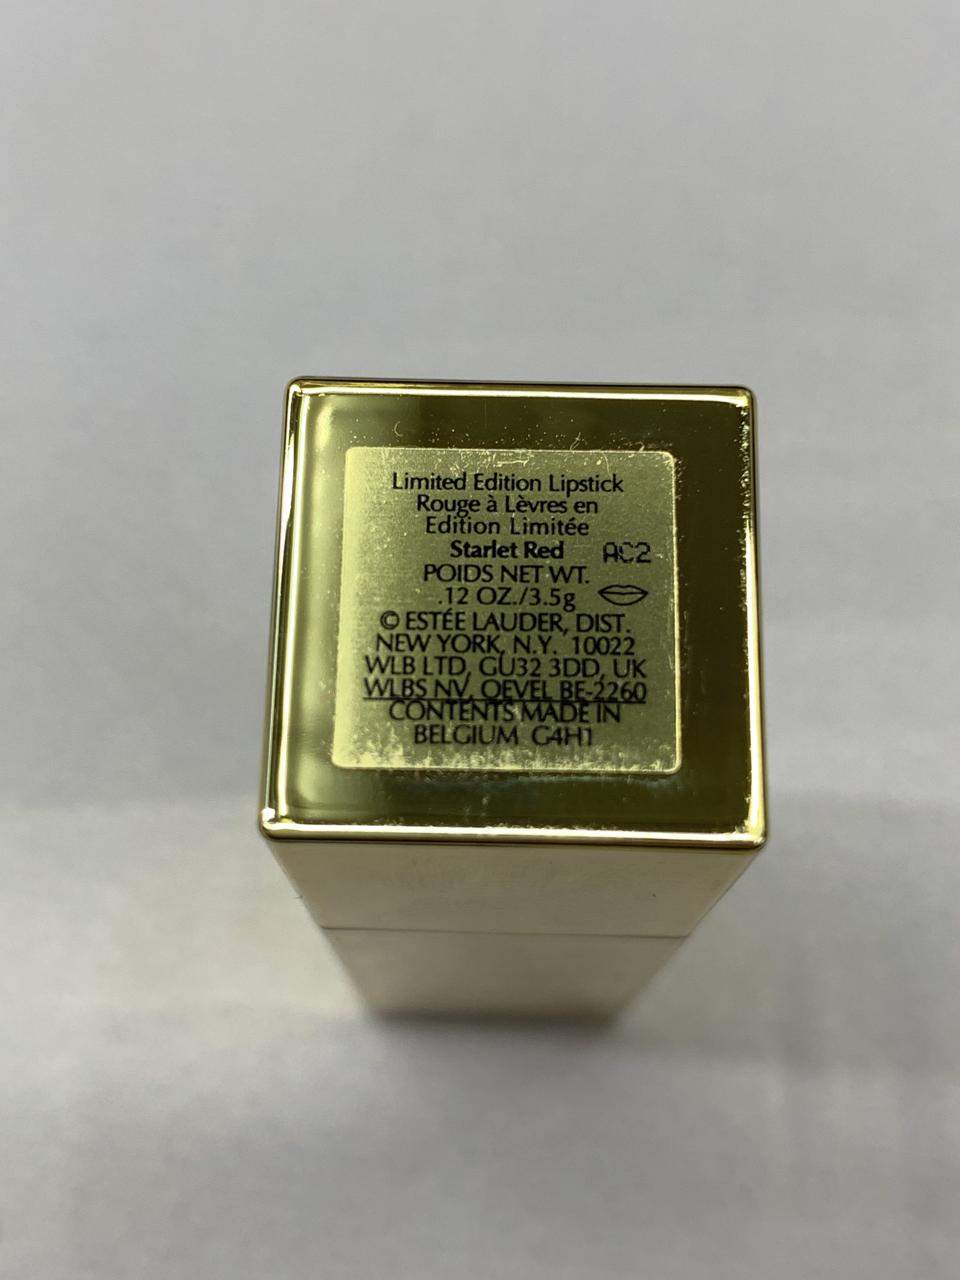 Limited Edition Lipstick
Rouge à Lèvres en
Edition Limitée
Starlet Red AC2
POIDS NET WT.
.12 OZ./3.5g
© ESTÉE LAUDER, DIST.
NEW YORK, N.Y. 10022
WLB LTD, GU32 3DD, UK
WLBS NV, OEVEL BE-2260
CONTENTS MADE IN
BELGIUM G4H1